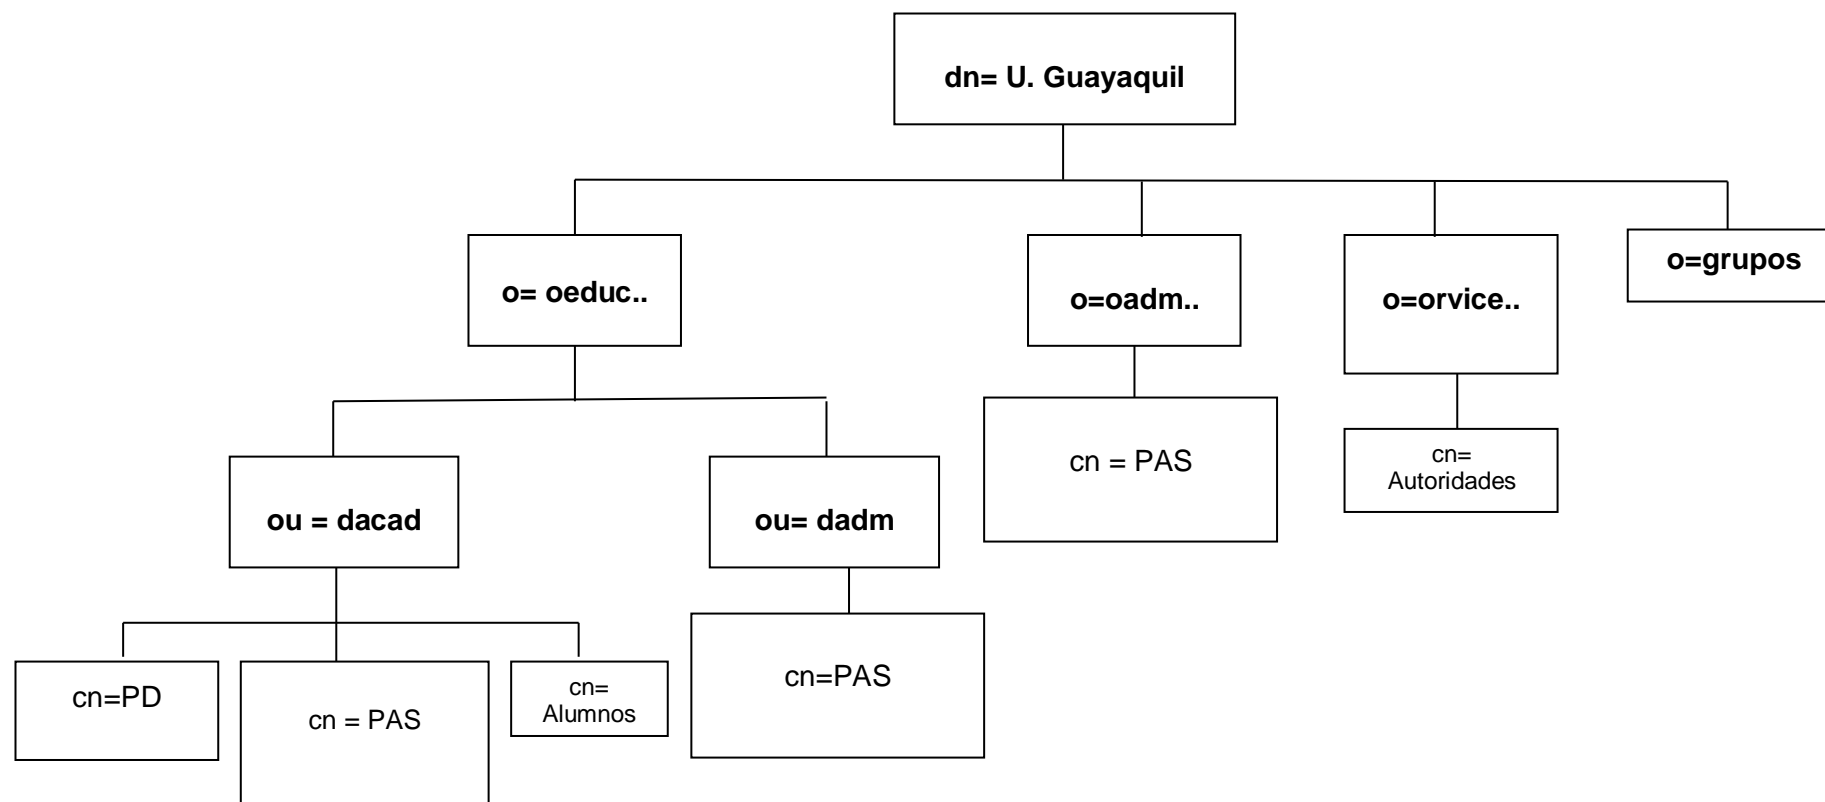 dn= U. Guayaquil
o= oeduc..
o=oadm..
o=orvice..
o=grupos
cn = PAS
cn=
Autoridades
ou = dacad
ou= dadm
cn=PD
cn = PAS
cn=
Alumnos
cn=PAS